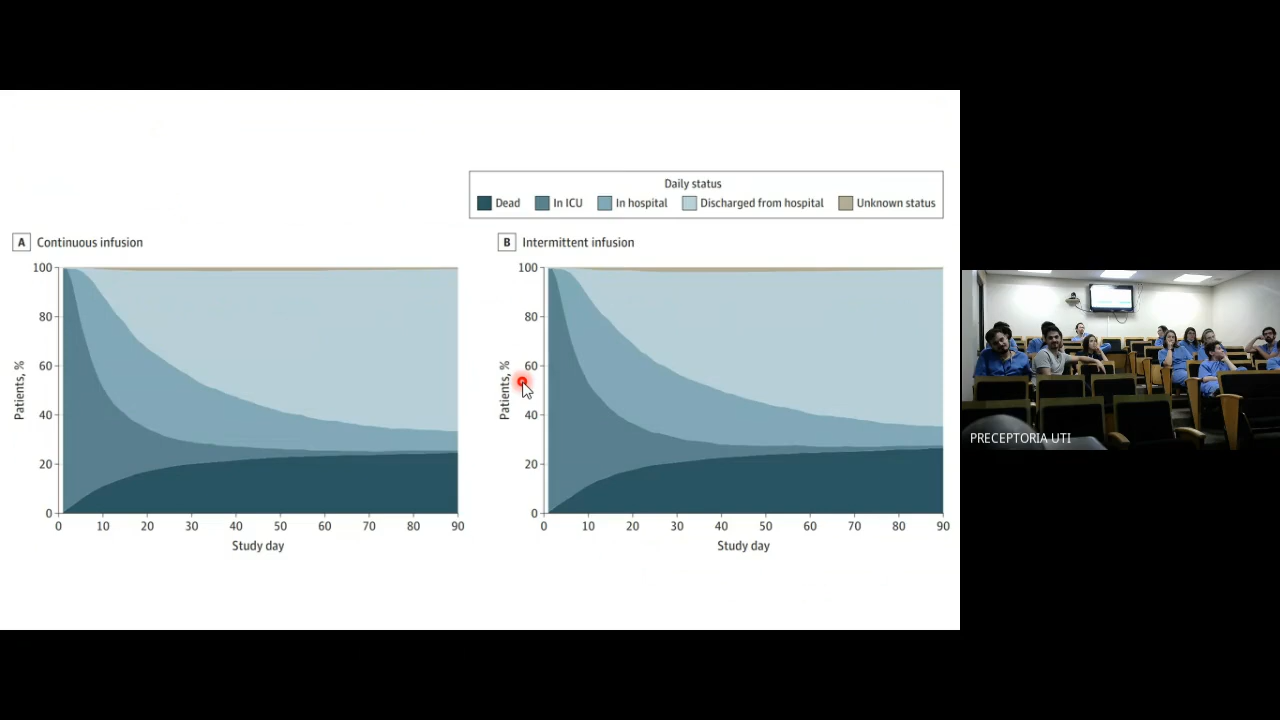 Daily status
Dead In ICU In hospital Discharged from hospital Unknown status
A Continuous infusion
Patients, %
100
80
60
40
20
0
0 10 20 30 40 50 60 70 80 90
Study day
B Intermittent infusion
Patients, %
100
80
60
40
20
0
0 10 20 30 40 50 60 70 80 90
Study day
PRECEPTORIA UTI